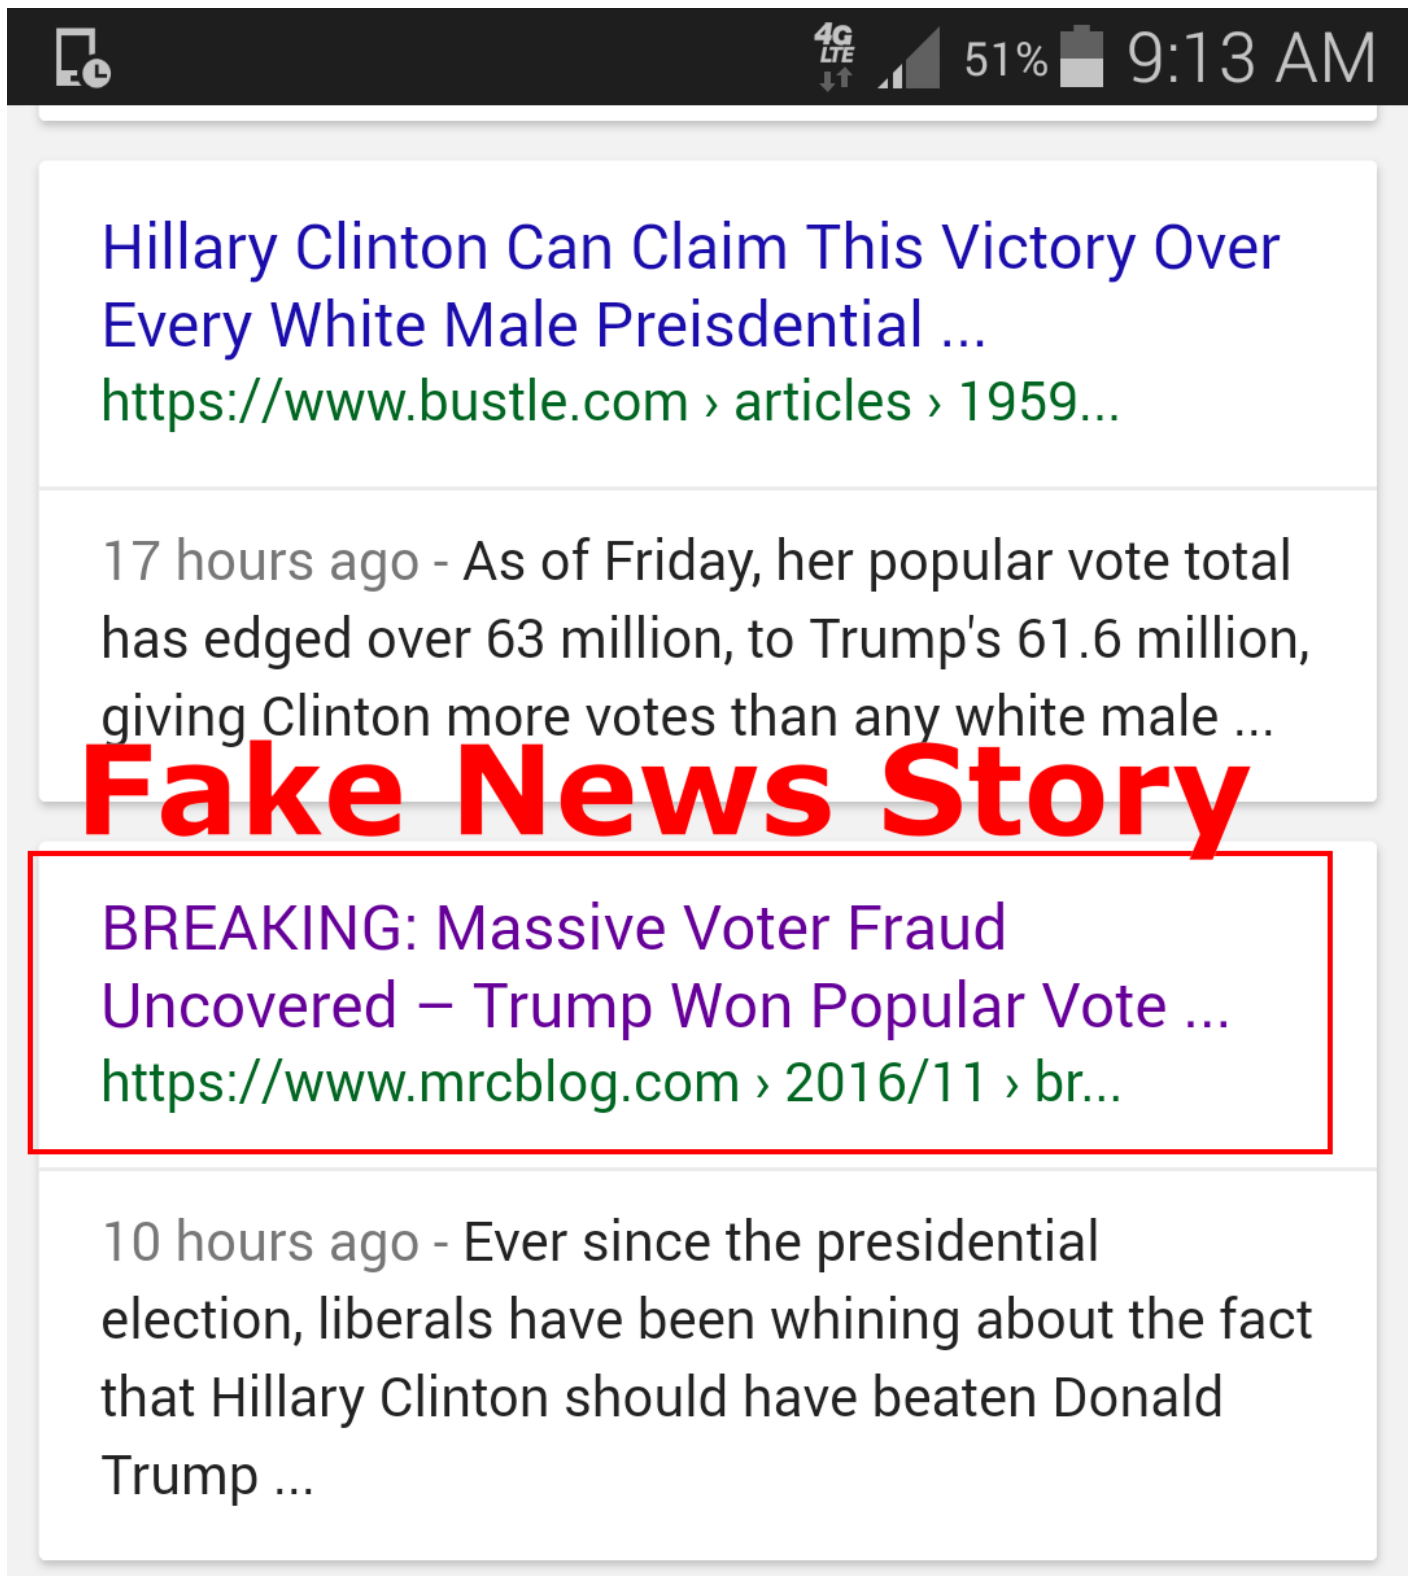 4G
LTE
51%
9:13 AM
Hillary Clinton Can Claim This Victory Over
Every White Male Preisdential ...
https://www.bustle.com › articles › 1959...
17 hours ago - As of Friday, her popular vote total
has edged over 63 million, to Trump's 61.6 million,
giving Clinton more votes than any white male ...
Fake News Story
BREAKING: Massive Voter Fraud
Uncovered – Trump Won Popular Vote ...
https://www.mrcblog.com › 2016/11 › br...
10 hours ago - Ever since the presidential
election, liberals have been whining about the fact
that Hillary Clinton should have beaten Donald
Trump ...